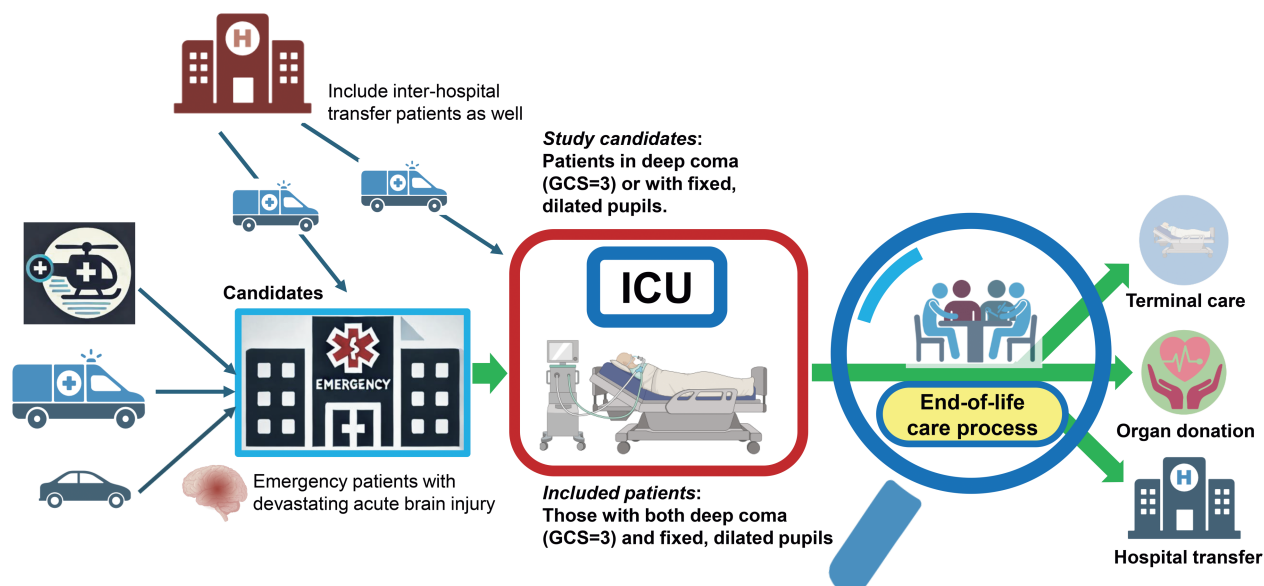 H
Include inter-hospital
transfer patients as well
Study candidates:
Patients in deep coma
(GCS=3) or with fixed,
dilated pupils.
Candidates
EMERGENCY
Emergency patients with
devastating acute brain injury
ICU
Included patients:
Those with both deep coma
(GCS=3) and fixed, dilated pupils
End-of-life
care process
Terminal care
Organ donation
H
Hospital transfer